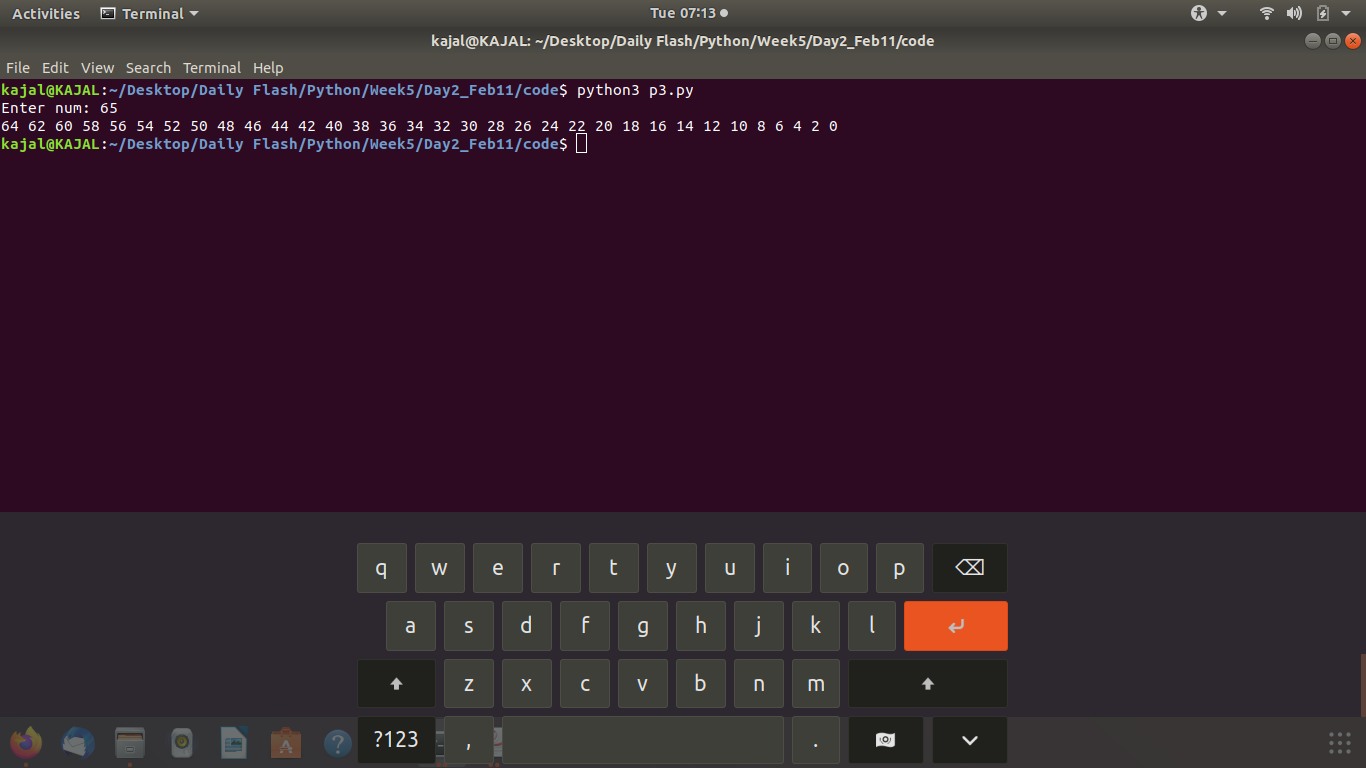 Activities Terminal Tue 07:13
kajal@KAJAL: ~/Desktop/Daily Flash/Python/Week5/Day2_Feb11/code
File Edit View Search Terminal Help
kajal@KAJAL:~/Desktop/Daily Flash/Python/Week5/Day2_Feb11/code$ python3 p3.py
Enter num: 65
64 62 60 58 56 54 52 50 48 46 44 42 40 38 36 34 32 30 28 26 24 22 20 18 16 14 12 10 8 6 4 2 0
kajal@KAJAL:~/Desktop/Daily Flash/Python/Week5/Day2_Feb11/code$
q w e r t y u i o p
a s d f g h j k l
z x c v b n m
?123 , .